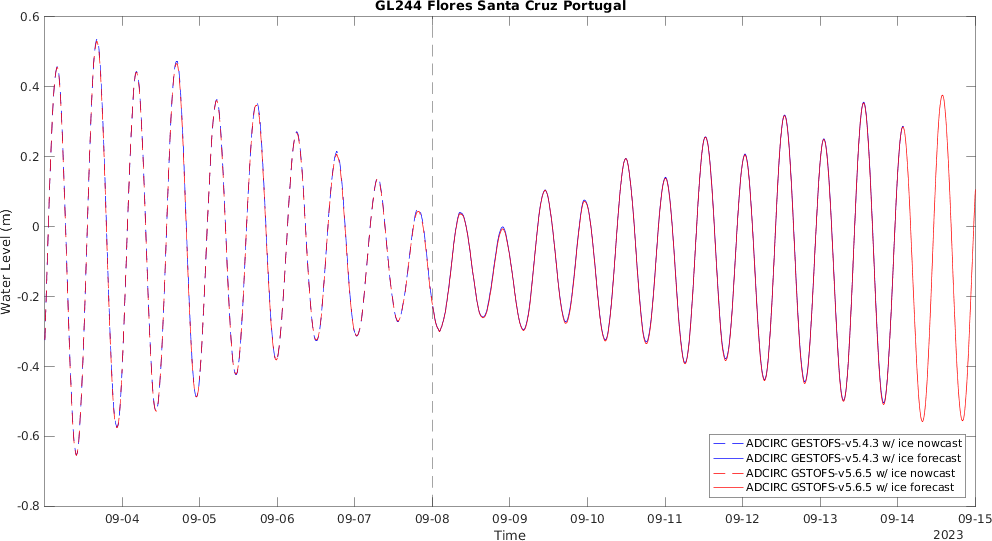 GL244 Flores Santa Cruz Portugal
0.6
0.4
0.2
0
-0.2
-0.4
-0.6
-0.8
Water Level (m)
ADCIRC GESTOFS-v5.4.3 w/ ice nowcast
ADCIRC GESTOFS-v5.4.3 w/ ice forecast
ADCIRC GSTOFS-v5.6.5 w/ ice nowcast
ADCIRC GSTOFS-v5.6.5 w/ ice forecast
09-04 09-05 09-06 09-07 09-08 09-09 09-10 09-11 09-12 09-13 09-14 09-15
Time
2023